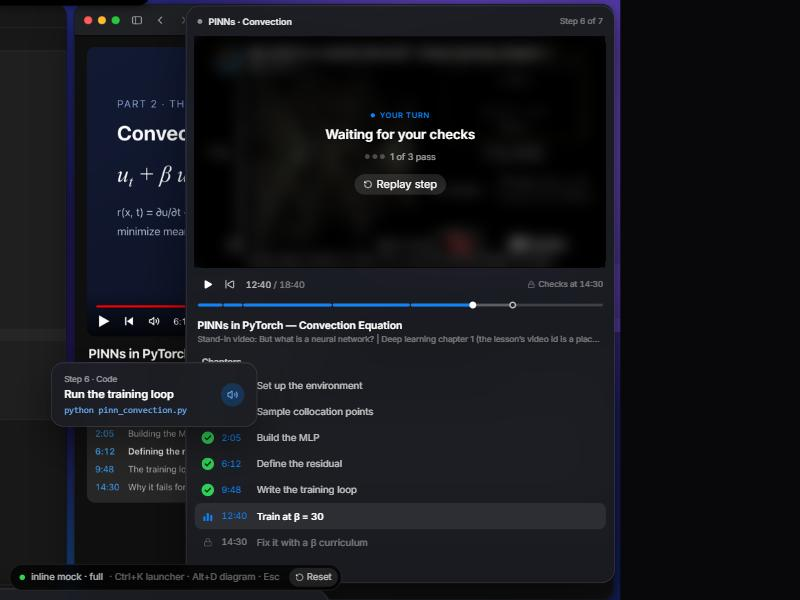 PINNs · Convection
Step 6 of 7
PART 2 · TH
Convec
uₜ + β u
r(x, t) = ∂u/∂t -
minimize mea
6:1
PINNs in PyTorc
YOUR TURN
Waiting for your checks
1 of 3 pass
Replay step
12:40 / 18:40
Checks at 14:30
PINNs in PyTorch — Convection Equation
Stand-in video: But what is a neural network? | Deep learning chapter 1 (the lesson's video id is a plac...
Chapters
Set up the environment
Sample collocation points
2:05 Build the MLP
6:12 Define the residual
9:48 Write the training loop
12:40 Train at β = 30
14:30 Fix it with a β curriculum
Step 6 · Code
Run the training loop
python pinn_convection.py
2:05 Building the M
6:12 Defining the r
9:48 The training lo
14:30 Why it fails for
inline mock · full · Ctrl+K launcher · Alt+D diagram · Esc
Reset